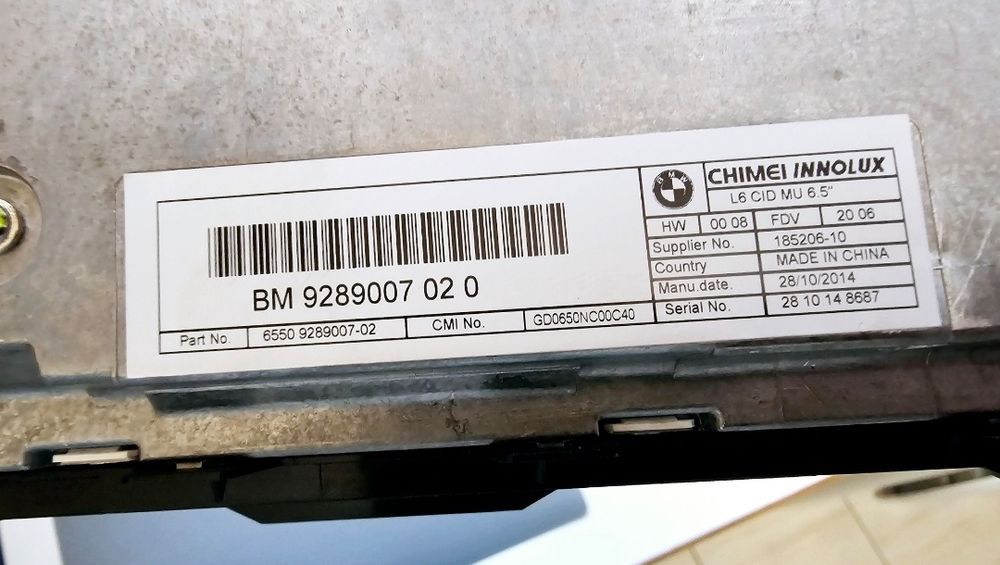 BMW
CHIMEI INNOLUX
L6 CID MU 6.5"
HW 00 08 FDV 20 06
Supplier No. 185206-10
Country MADE IN CHINA
Manu.date. 28/10/2014
Serial No. 28 10 14 8687
BM 9289007 02 0
Part No. 6550 9289007-02 CMI No. GD0650NC00C40